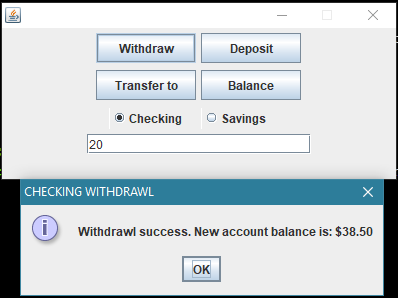 Withdraw Deposit
Transfer to Balance
Checking Savings
20
CHECKING WITHDRAWL
Withdrawl success. New account balance is: $38.50
OK